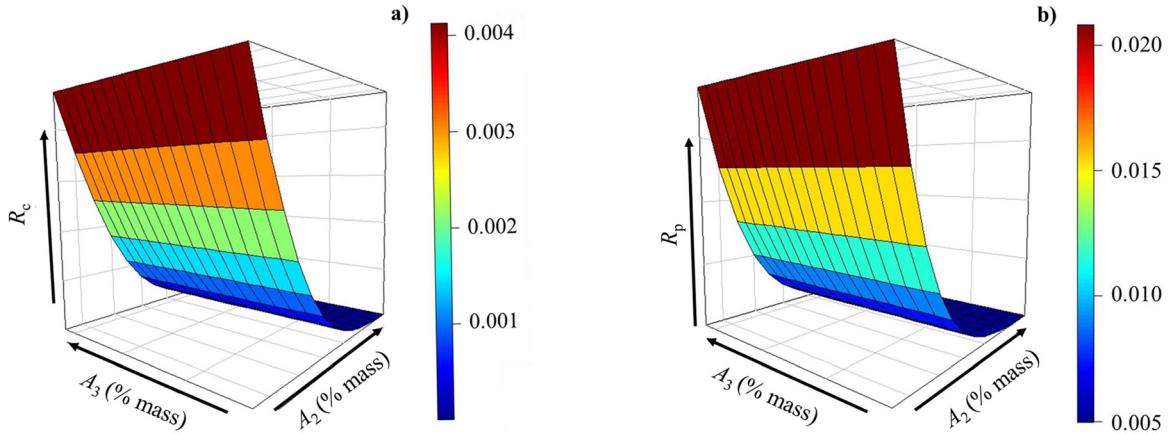 a)
0.004
0.003
0.002
0.001
R_c
A_3 (% mass)
A_2 (% mass)
b)
0.020
0.015
0.010
0.005
R_p
A_3 (% mass)
A_2 (% mass)